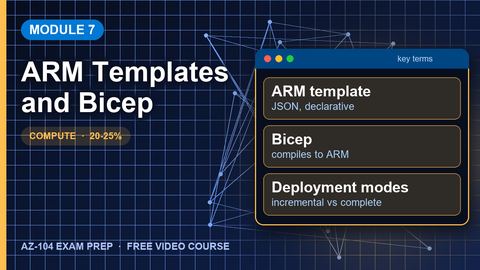 MODULE 7
ARM Templates
and Bicep
COMPUTE · 20-25%
key terms
ARM template
JSON, declarative
Bicep
compiles to ARM
Deployment modes
incremental vs complete
AZ-104 EXAM PREP · FREE VIDEO COURSE